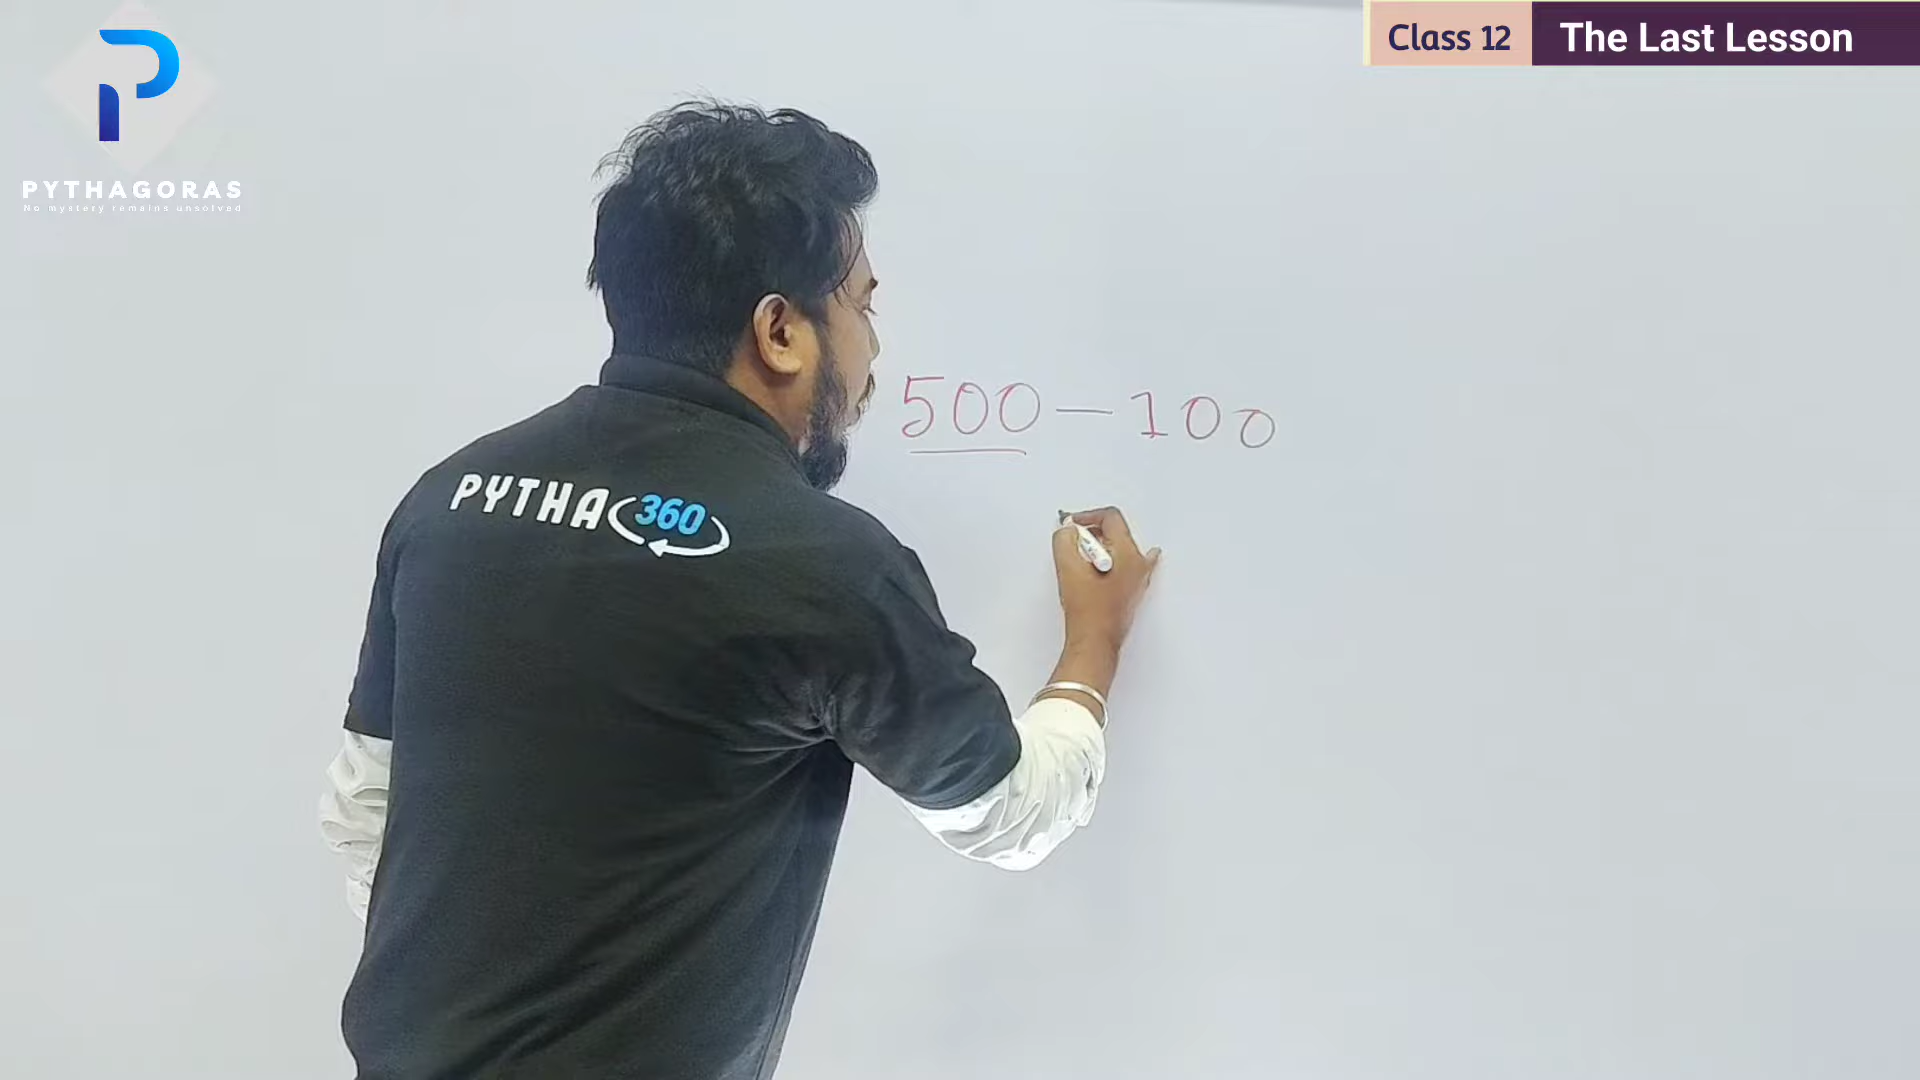 Class 12 The Last Lesson
PYTHAGORAS
No mystery remains unsolved
500 - 100
PYTHA 360